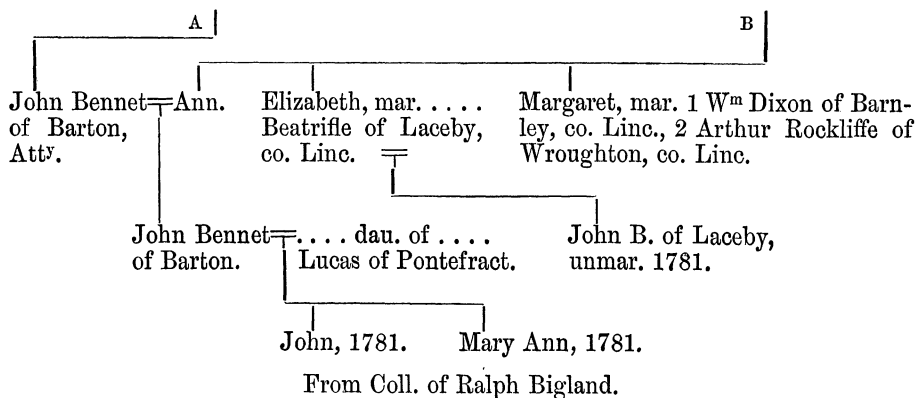 A B
John Bennet=Ann. Elizabeth, mar. . . . . Margaret, mar. 1 Wᵐ Dixon of Barn-
of Barton, Beatrifle of Laceby, ley, co. Linc., 2 Arthur Rockliffe of
Attʸ. co. Linc. = Wroughton, co. Linc.
John Bennet=. . . . dau. of . . . . John B. of Laceby,
of Barton. Lucas of Pontefract. unmar. 1781.
John, 1781. Mary Ann, 1781.
From Coll. of Ralph Bigland.